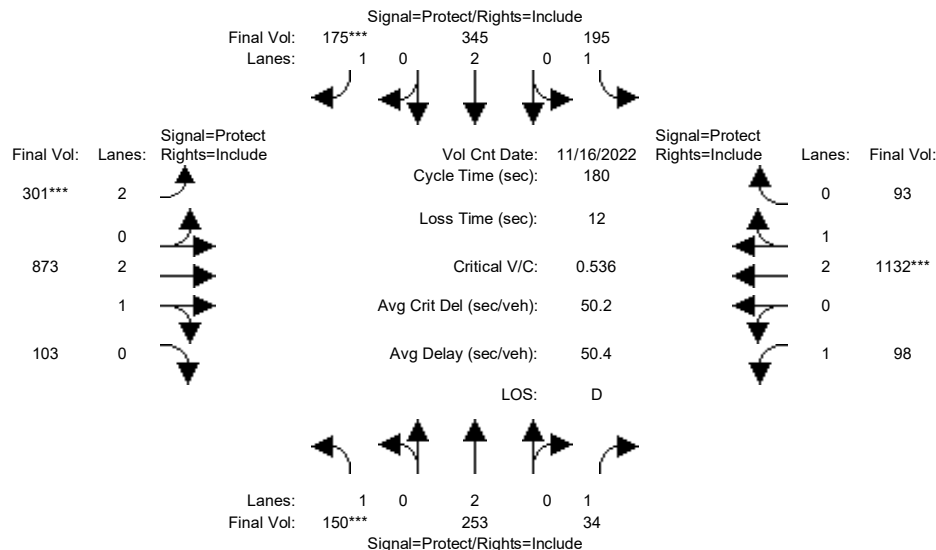 Signal=Protect/Rights=Include
Final Vol: 175*** 345 195
Lanes: 1 0 2 0 1
Signal=Protect
Rights=Include
Final Vol: Lanes:
301*** 2
0
873 2
1
103 0
Vol Cnt Date: 11/16/2022
Cycle Time (sec): 180
Loss Time (sec): 12
Critical V/C: 0.536
Avg Crit Del (sec/veh): 50.2
Avg Delay (sec/veh): 50.4
LOS: D
Signal=Protect
Rights=Include
Lanes: Final Vol:
0 93
1
2 1132***
0
1 98
Lanes: 1 0 2 0 1
Final Vol: 150*** 253 34
Signal=Protect/Rights=Include